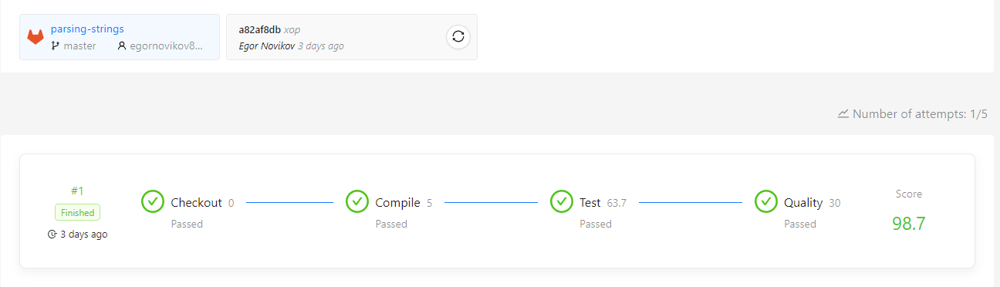 parsing-strings
master egornovikov8...
a82af8db xop
Egor Novikov 3 days ago
Number of attempts: 1/5
#1
Finished
3 days ago
Checkout 0
Passed
Compile 5
Passed
Test 63.7
Passed
Quality 30
Passed
Score
98.7